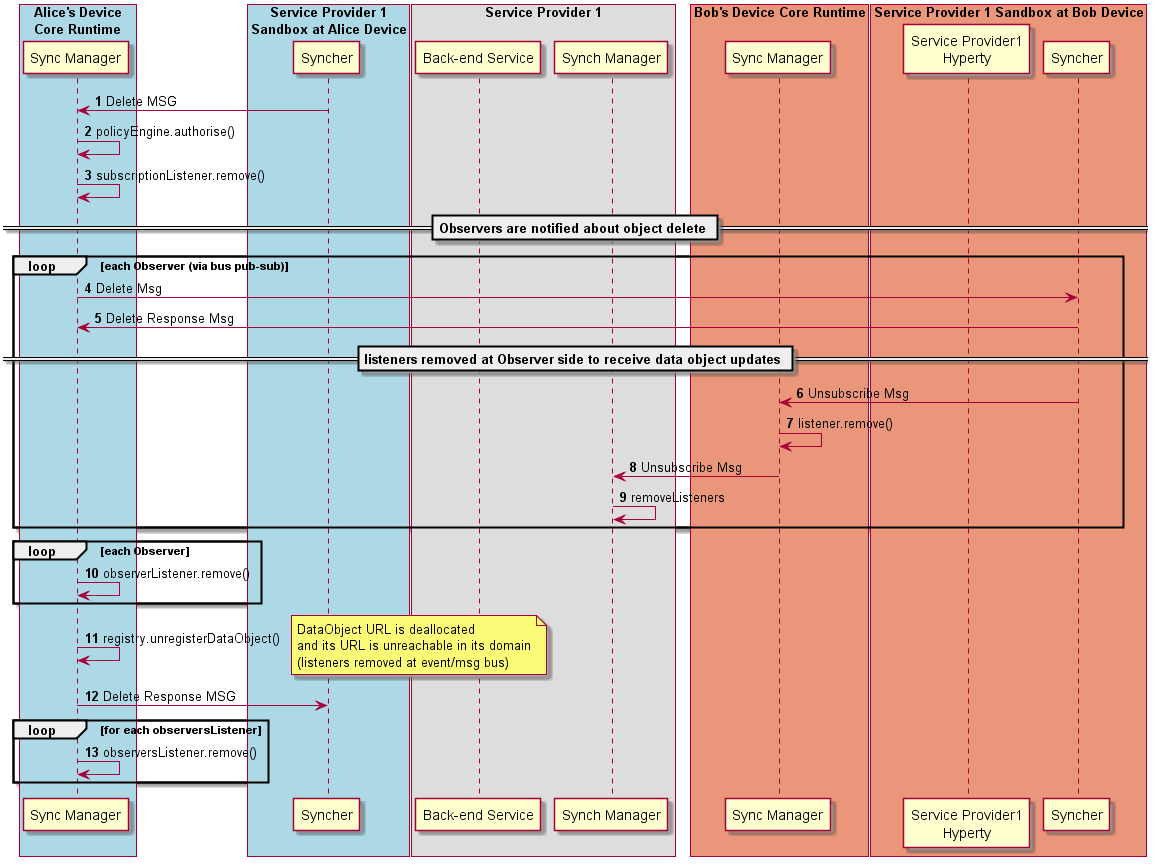 Alice's Device
Core Runtime
Service Provider 1
Sandbox at Alice Device
Service Provider 1
Bob's Device Core Runtime
Service Provider 1 Sandbox at Bob Device
Sync Manager
Syncher
Back-end Service
Synch Manager
Sync Manager
Service Provider1
Hyperty
Syncher
1 Delete MSG
2 policyEngine.authorise()
3 subscriptionListener.remove()
Observers are notified about object delete
loop [each Observer (via bus pub-sub)]
4 Delete Msg
5 Delete Response Msg
listeners removed at Observer side to receive data object updates
6 Unsubscribe Msg
7 listener.remove()
8 Unsubscribe Msg
9 removeListeners
loop [each Observer]
10 observerListener.remove()
11 registry.unregisterDataObject()
DataObject URL is deallocated
and its URL is unreachable in its domain
(listeners removed at event/msg bus)
12 Delete Response MSG
loop [for each observersListener]
13 observersListener.remove()
Sync Manager
Syncher
Back-end Service
Synch Manager
Sync Manager
Service Provider1
Hyperty
Syncher